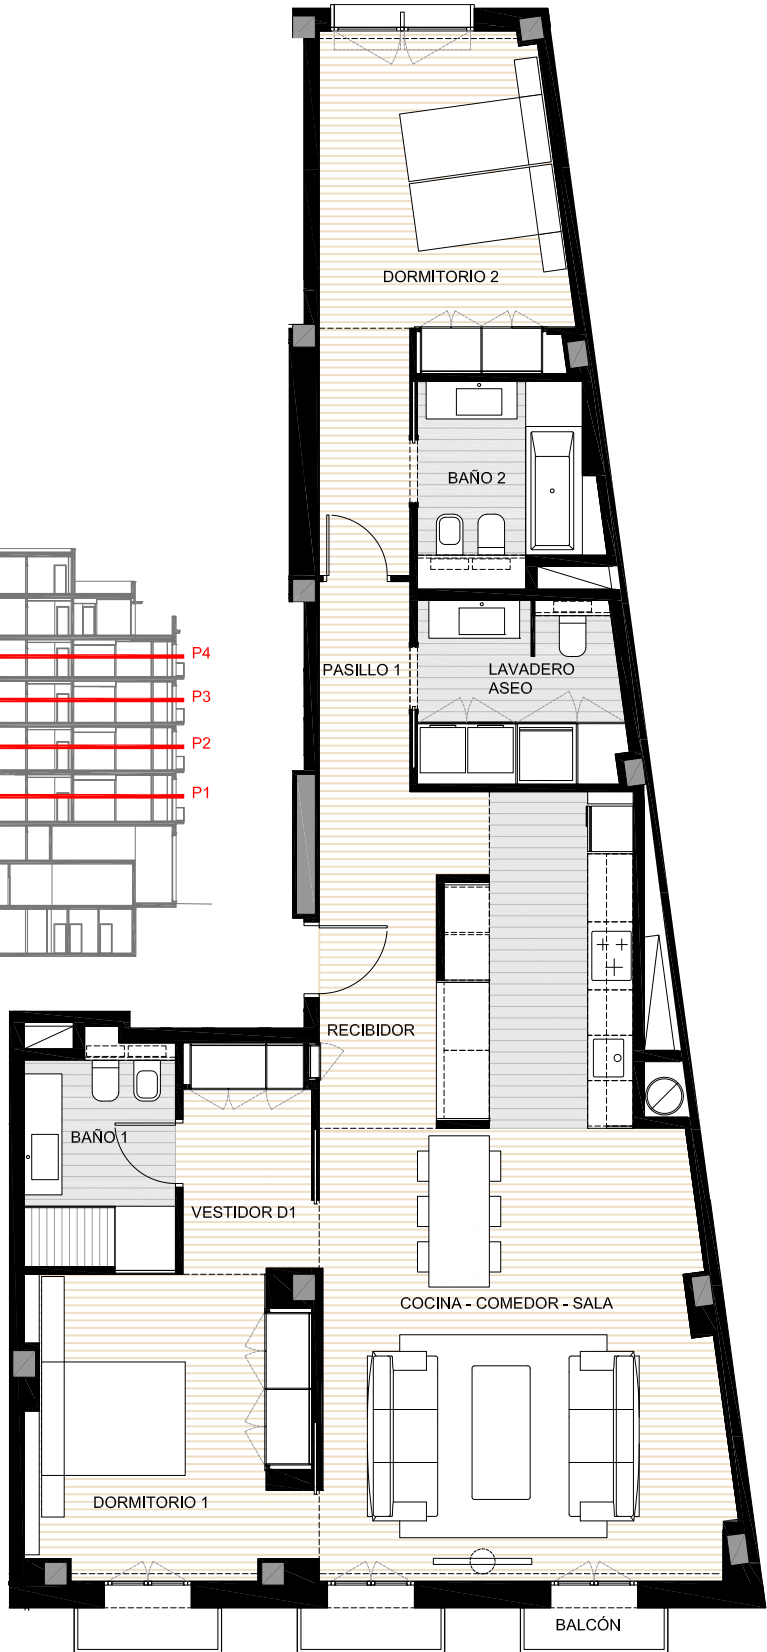 DORMITORIO 2
BAÑO 2
P4
P3
P2
P1
PASILLO 1
LAVADERO
ASEO
RECIBIDOR
BAÑO 1
VESTIDOR D1
COCINA - COMEDOR - SALA
DORMITORIO 1
BALCÓN